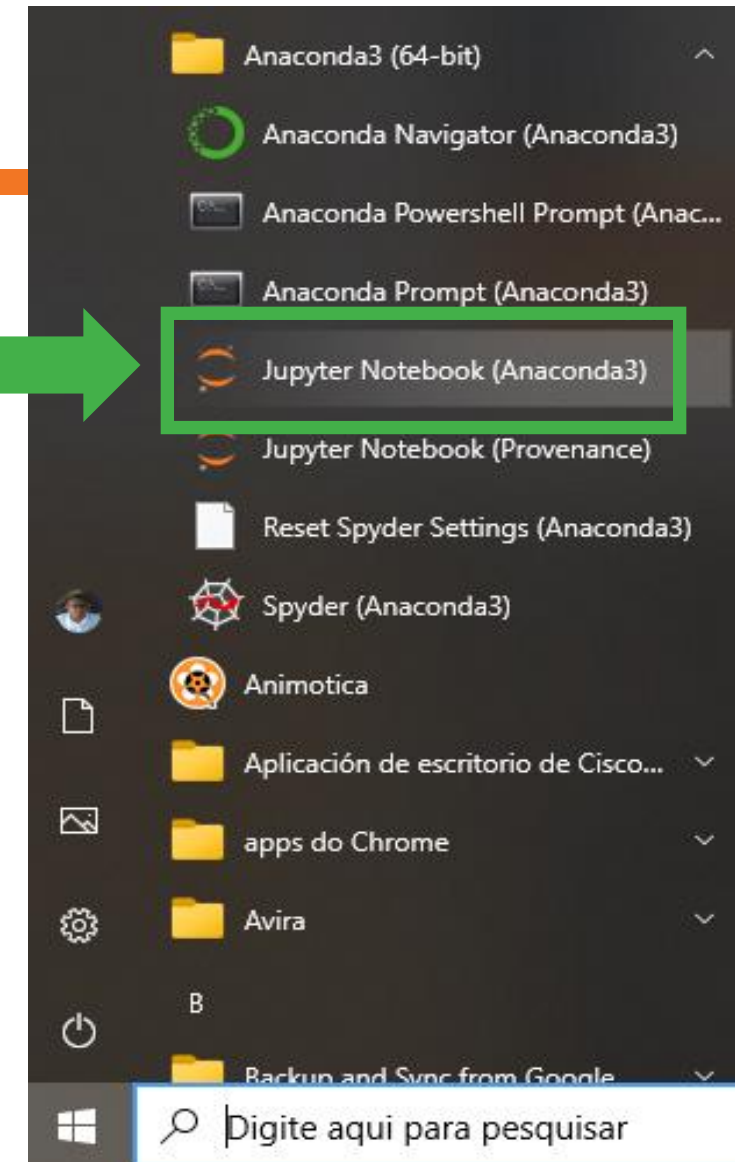 Anaconda3 (64-bit)
Anaconda Navigator (Anaconda3)
Anaconda Powershell Prompt (Anac...
Anaconda Prompt (Anaconda3)
Jupyter Notebook (Anaconda3)
Jupyter Notebook (Provenance)
Reset Spyder Settings (Anaconda3)
Spyder (Anaconda3)
Animotica
Aplicación de escritorio de Cisco...
apps do Chrome
Avira
B
Backup and Sync from Google
Digite aqui para pesquisar